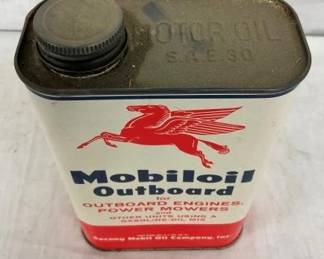 MOTOR OIL
S.A.E. 30
Mobiloil
Outboard
for
OUTBOARD ENGINES,
POWER MOWERS
and
OTHER UNITS USING A
GASOLINE-OIL MIX
Socony Mobil Oil Company, Inc.